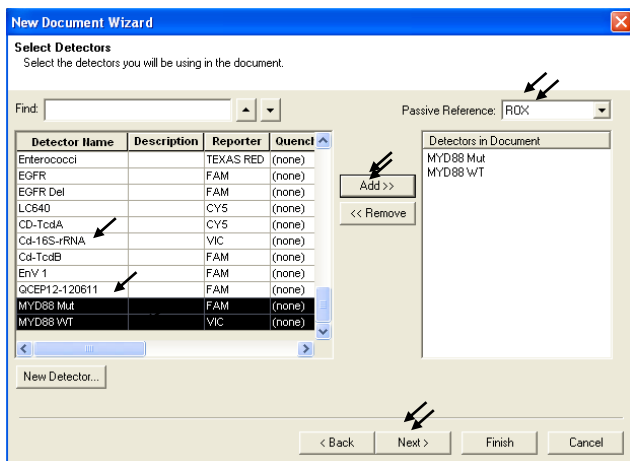 New Document Wizard
Select Detectors
Select the detectors you will be using in the document.
Find:
Passive Reference: ROX
Detector Name Description Reporter Quencl
Enterococci TEXAS RED (none)
EGFR FAM (none)
EGFR Del FAM (none)
LC640 CY5 (none)
CD-TcdA CY5 (none)
Cd-16S-rRNA VIC (none)
Cd-TcdB FAM (none)
EnV 1 FAM (none)
QCEP12-120611 FAM (none)
MYD88 Mut FAM (none)
MYD88 WT VIC (none)
Add >>
<< Remove
Detectors in Document
MYD88 Mut
MYD88 WT
New Detector...
< Back Next > Finish Cancel